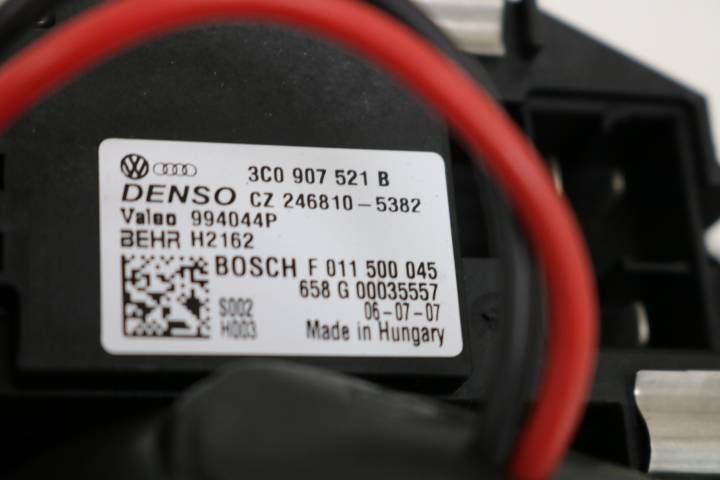 3C0 907 521 B
DENSO CZ 246810-5382
Valeo 994044P
BEHR H2162
BOSCH F 011 500 045
658 G 00035557
S002 06-07-07
H003 Made in Hungary